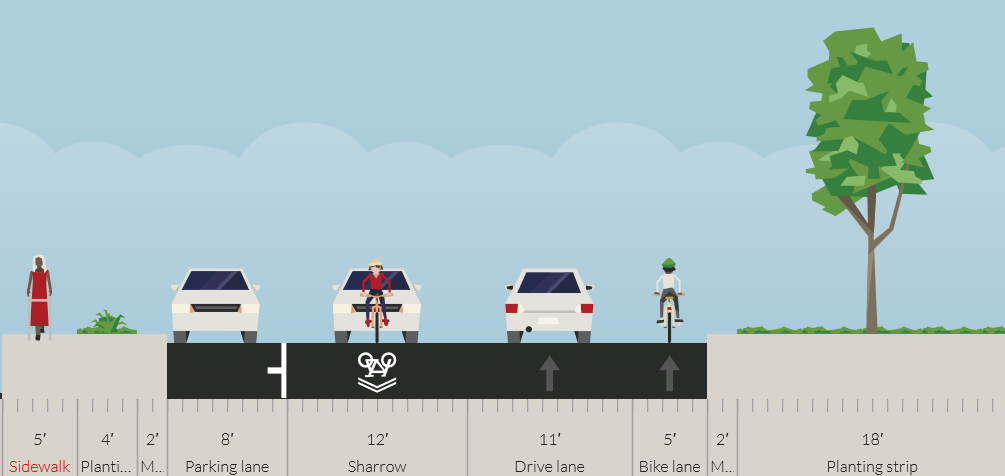 5′ 4′ 2′ 8′ 12′ 11′ 5′ 2′ 18′
Sidewalk Planti... M... Parking lane Sharrow Drive lane Bike lane M... Planting strip